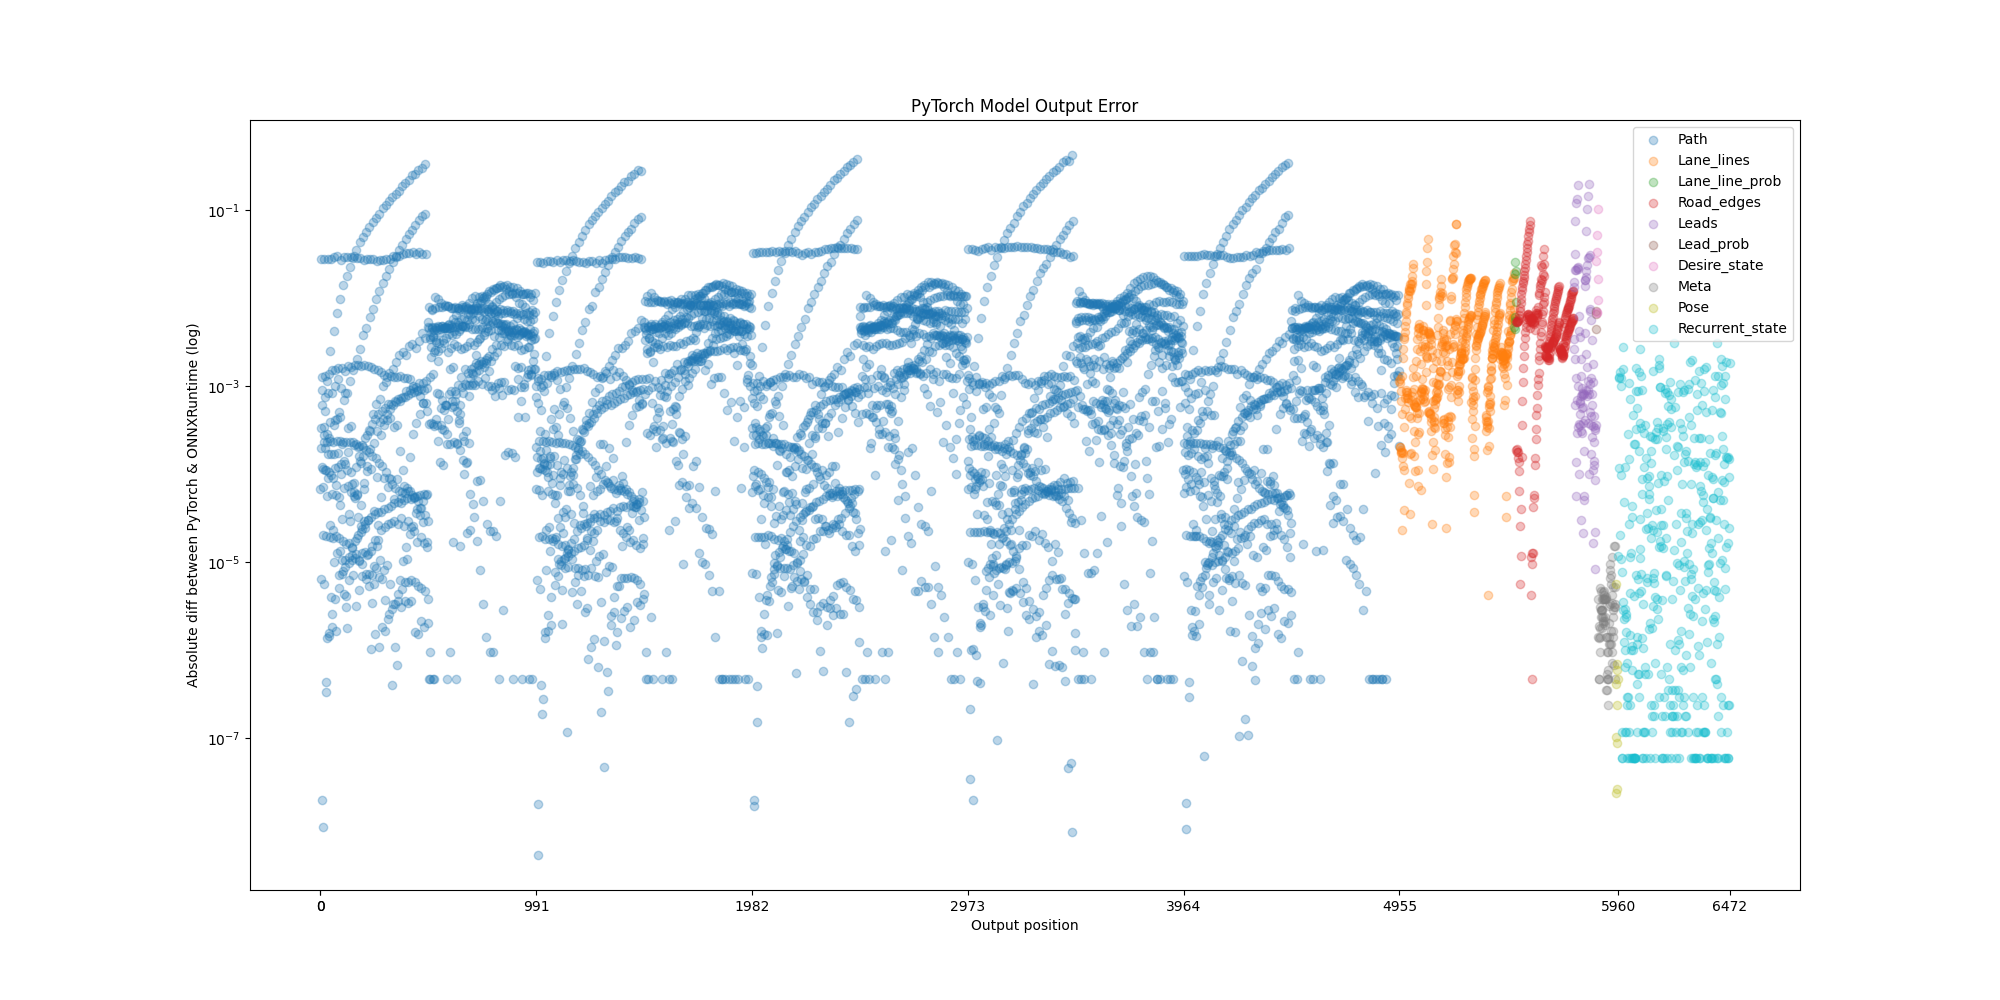 PyTorch Model Output Error
Absolute diff between PyTorch & ONNXRuntime (log)
10⁻¹
10⁻³
10⁻⁵
10⁻⁷
Path
Lane_lines
Lane_line_prob
Road_edges
Leads
Lead_prob
Desire_state
Meta
Pose
Recurrent_state
0 991 1982 2973 3964 4955 5960 6472
Output position